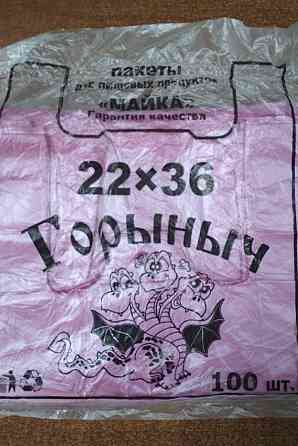 пакеты
для пищевых продуктов
«МАЙКА»
Гарантия качества
22×36
Горыныч
100 шт.